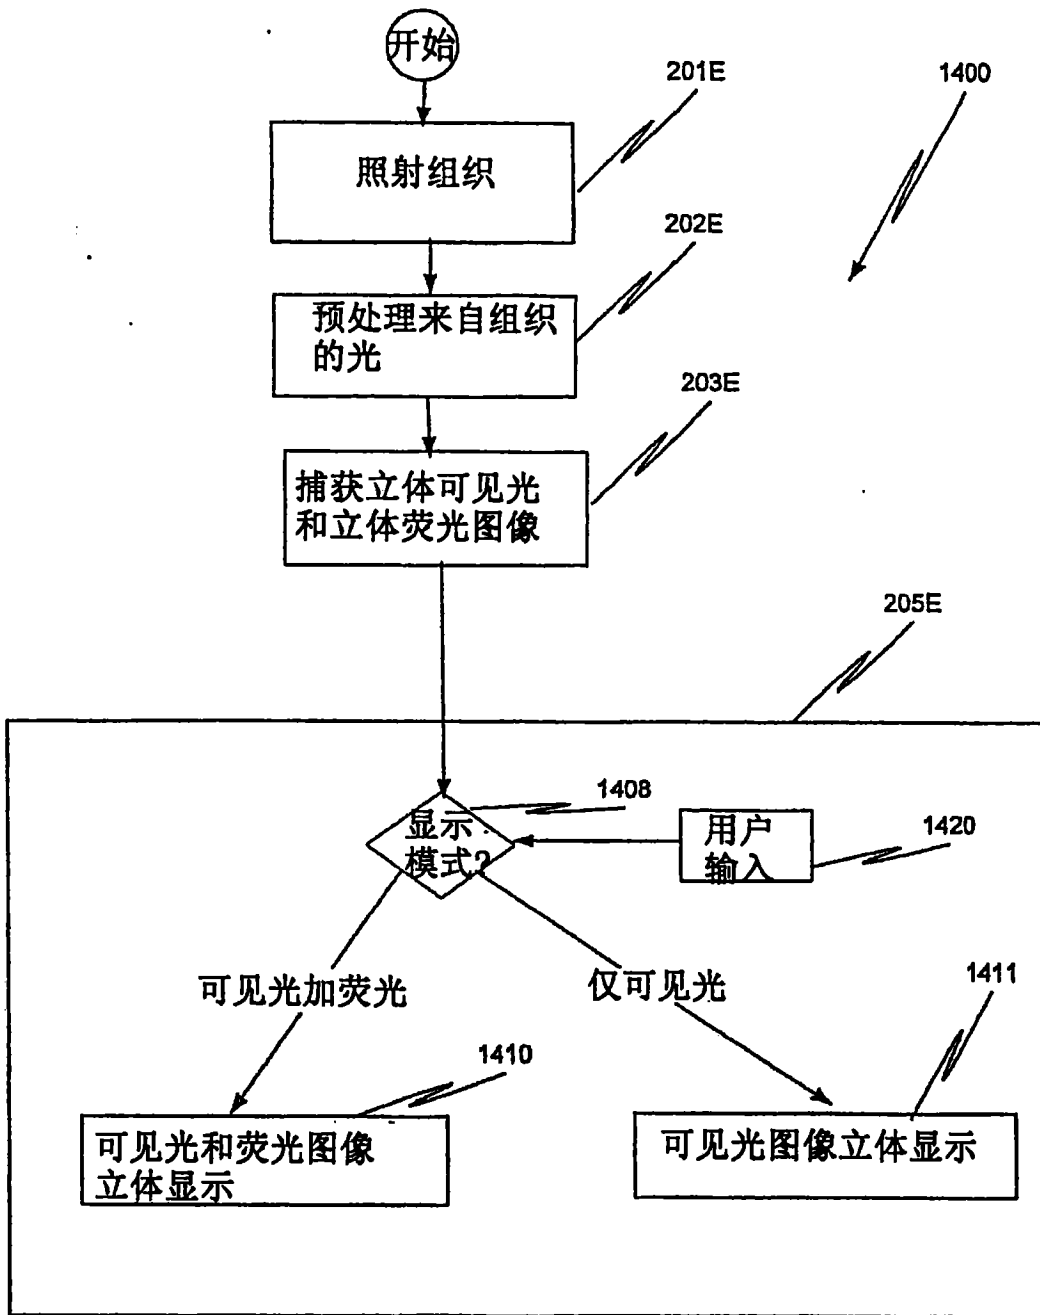 开始
201E
1400
照射组织
202E
预处理来自组织
的光
203E
捕获立体可见光
和立体荧光图像
205E
1408
显示
模式?
用户
输入
1420
可见光加荧光
仅可见光
1411
1410
可见光和荧光图像
立体显示
可见光图像立体显示